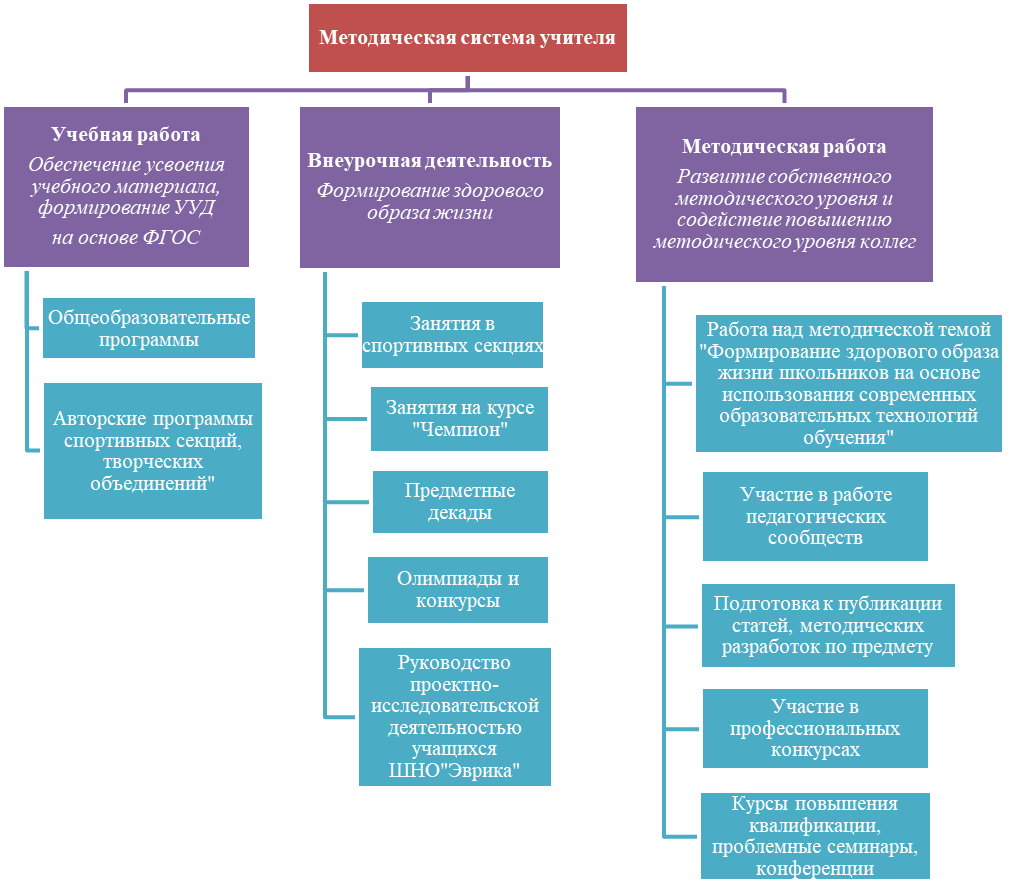 Методическая система учителя
Учебная работа
Обеспечение усвоения
учебного материала,
формирование УУД
на основе ФГОС
Общеобразовательные
программы
Авторские программы
спортивных секций,
творческих
объединений"
Внеурочная деятельность
Формирование здорового
образа жизни
Занятия в
спортивных секциях
Занятия на курсе
"Чемпион"
Предметные
декады
Олимпиады и
конкурсы
Руководство
проектно-
исследовательской
деятельностью
учащихся
ШНО"Эврика"
Методическая работа
Развитие собственного
методического уровня и
содействие повышению
методического уровня коллег
Работа над методической темой
"Формирование здорового образа
жизни школьников на основе
использования современных
образовательных технологий
обучения"
Участие в работе
педагогических
сообществ
Подготовка к публикации
статей, методических
разработок по предмету
Участие в
профессиональных
конкурсах
Курсы повышения
квалификации,
проблемные семинары,
конференции